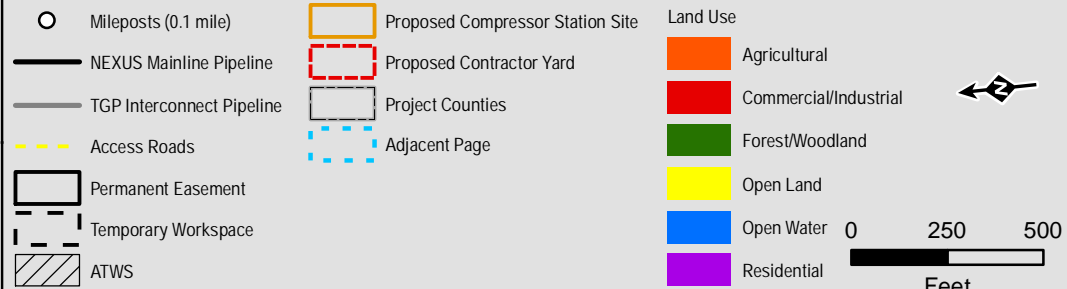 Mileposts (0.1 mile)
NEXUS Mainline Pipeline
TGP Interconnect Pipeline
Access Roads
Permanent Easement
Temporary Workspace
ATWS
Proposed Compressor Station Site
Proposed Contractor Yard
Project Counties
Adjacent Page
Land Use
Agricultural
Commercial/Industrial
Forest/Woodland
Open Land
Open Water
Residential
N
0 250 500
Feet